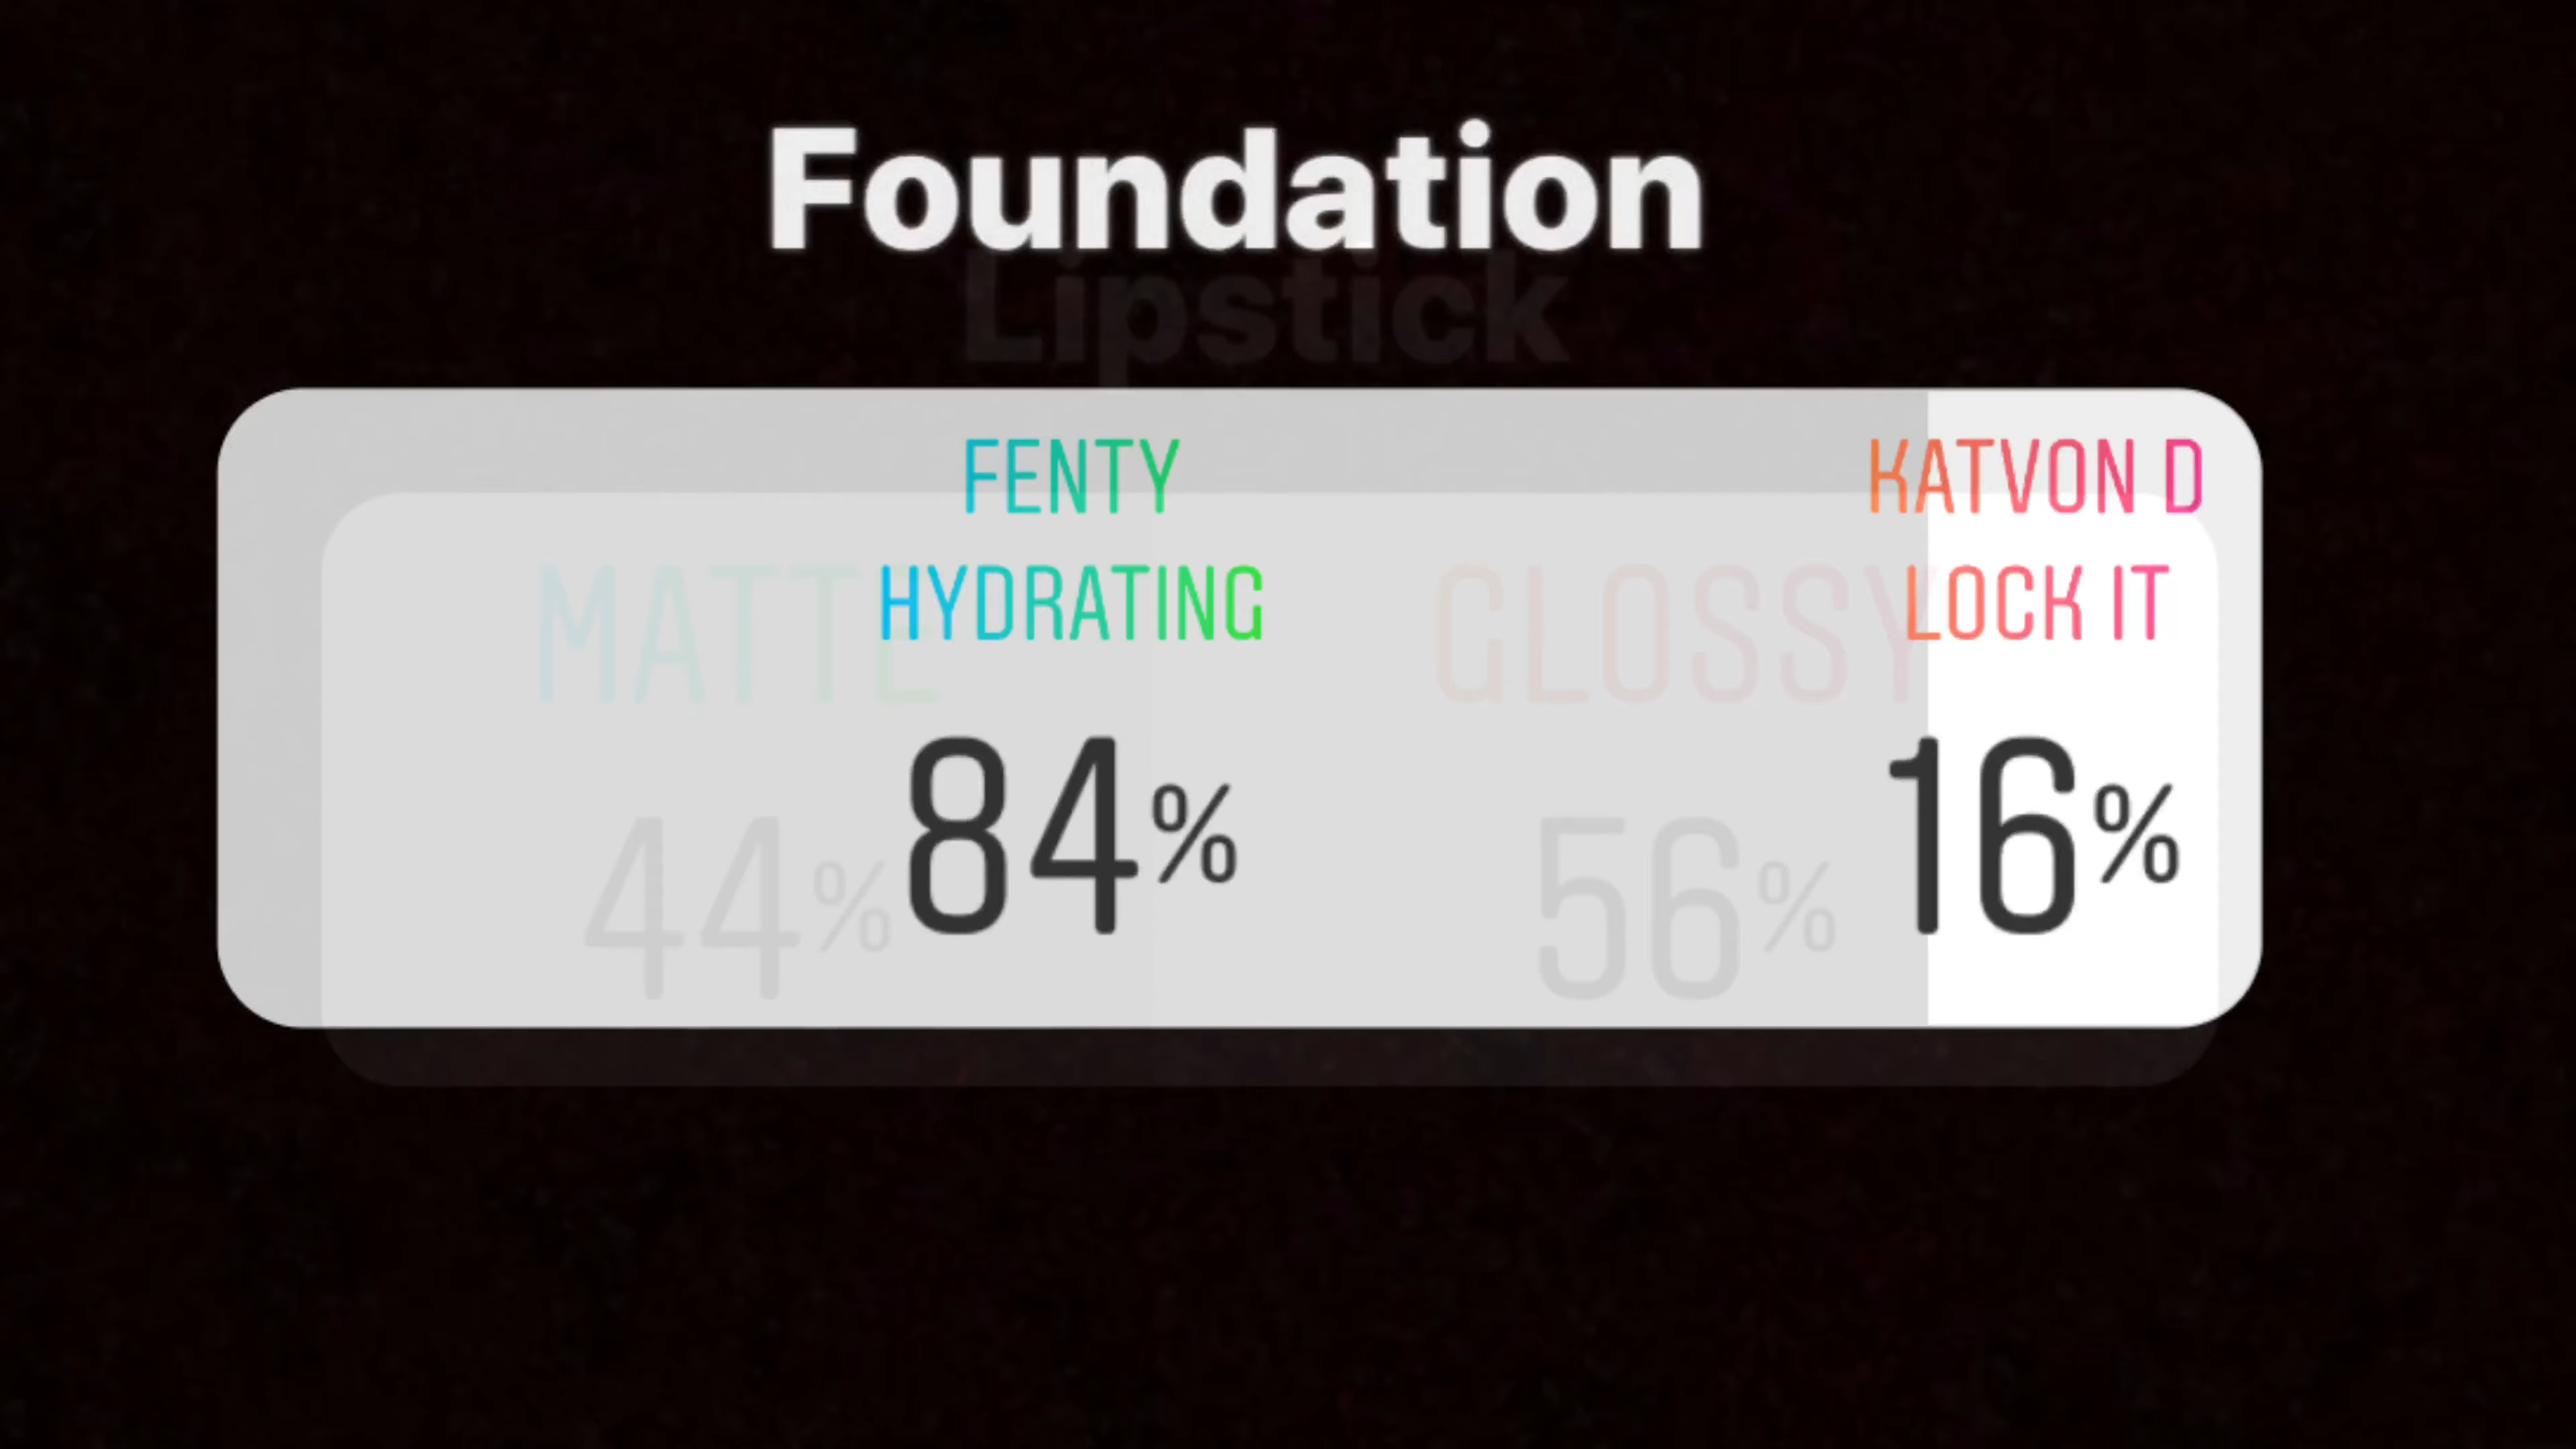 Foundation
Lipstick
FENTY
HYDRATING
84%
KATVON D
LOCK IT
16%
MATTE
44%
GLOSSY
56%